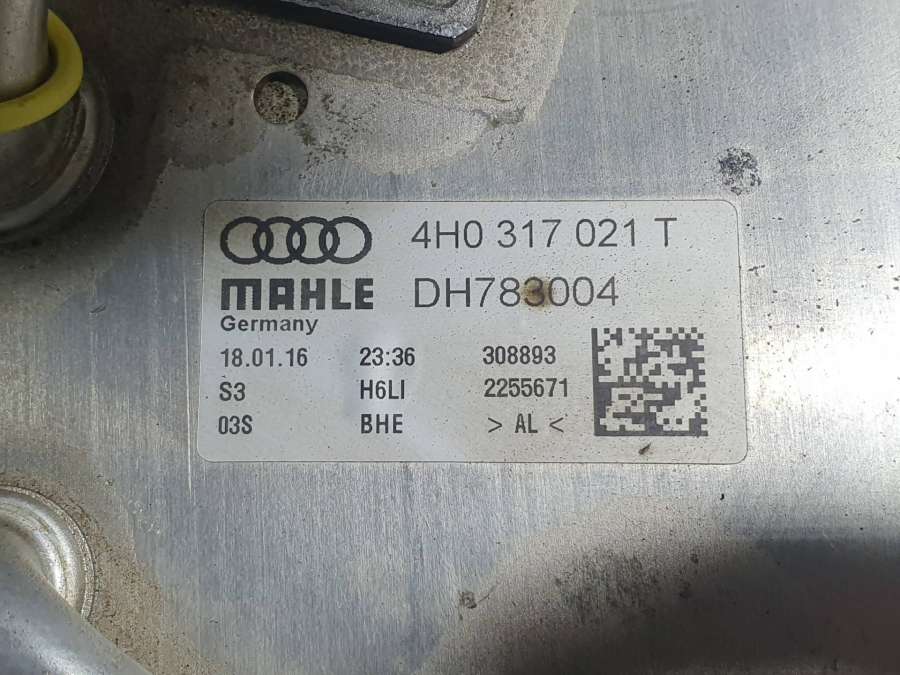 4H0 317 021 T
MAHLE DH783004
Germany
18.01.16 23:36 308893
S3 H6LI 2255671
03S BHE > AL <